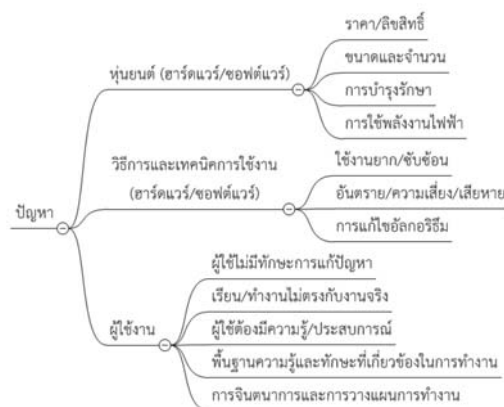 ปัญหา
หุ่นยนต์ (ฮาร์ดแวร์/ซอฟต์แวร์)
ราคา/ลิขสิทธิ์
ขนาดและจำนวน
การบำรุงรักษา
การใช้พลังงานไฟฟ้า
วิธีการและเทคนิคการใช้งาน
(ฮาร์ดแวร์/ซอฟต์แวร์)
ใช้งานยาก/ซับซ้อน
อันตราย/ความเสี่ยง/เสียหาย
การแก้ไขอัลกอริธึม
ผู้ใช้งาน
ผู้ใช้ไม่มีทักษะการแก้ปัญหา
เรียน/ทำงานไม่ตรงกับงานจริง
ผู้ใช้ต้องมีความรู้/ประสบการณ์
พื้นฐานความรู้และทักษะที่เกี่ยวข้องในการทำงาน
การจินตนาการและการวางแผนการทำงาน